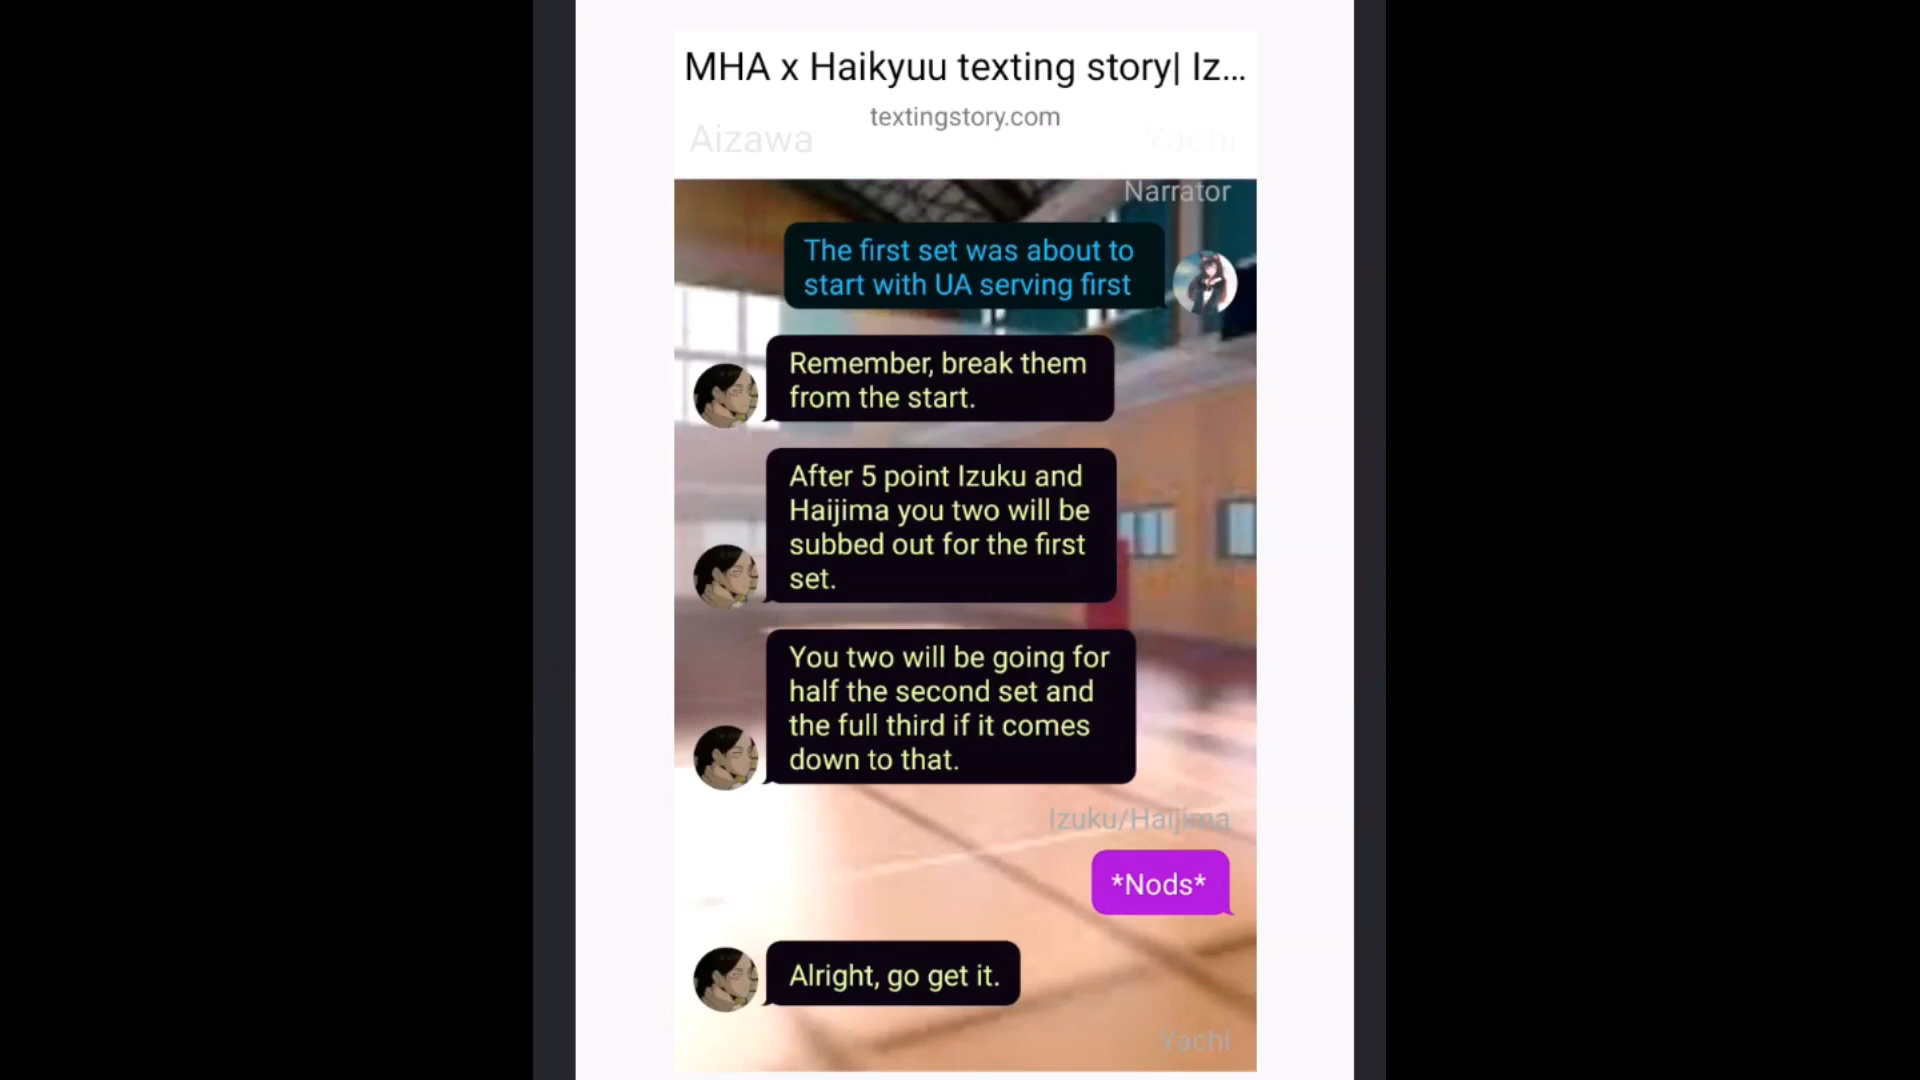 MHA x Haikyuu texting story| Iz...
textingstory.com
Aizawa
Yachi
Narrator
The first set was about to
start with UA serving first
Remember, break them
from the start.
After 5 point Izuku and
Haijima you two will be
subbed out for the first
set.
You two will be going for
half the second set and
the full third if it comes
down to that.
Izuku/Haijima
*Nods*
Alright, go get it.
Yachi